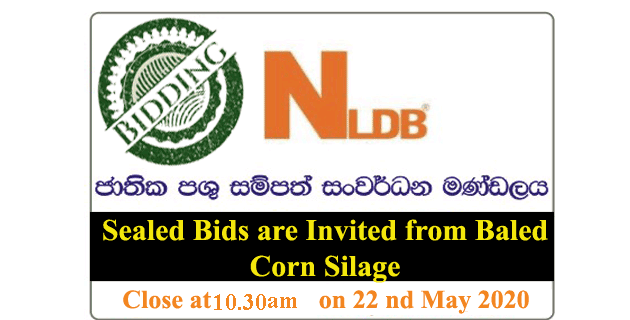 BIDDING
NLDB®
ජාතික පශු සම්පත් සංවර්ධන මණ්ඩලය
Sealed Bids are Invited from Baled
Corn Silage
Close at10.30am on 22 nd May 2020